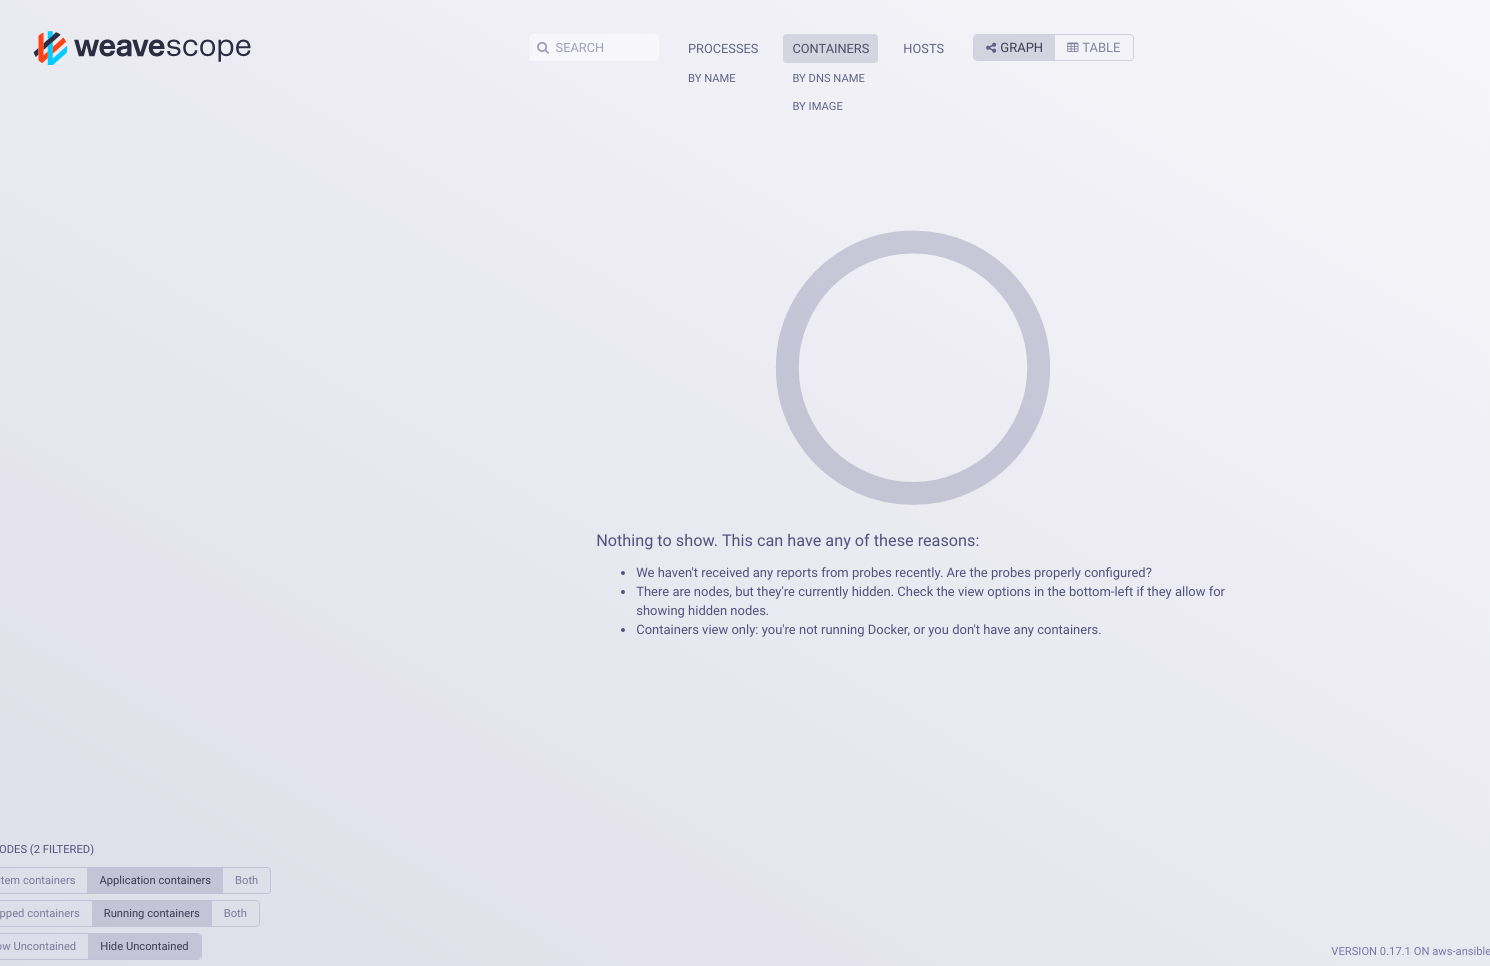 weavescope
SEARCH
PROCESSES
CONTAINERS
HOSTS
GRAPH
TABLE
BY NAME
BY DNS NAME
BY IMAGE
Nothing to show. This can have any of these reasons:
We haven't received any reports from probes recently. Are the probes properly configured?
There are nodes, but they're currently hidden. Check the view options in the bottom-left if they allow for
showing hidden nodes.
Containers view only: you're not running Docker, or you don't have any containers.
ODES (2 FILTERED)
tem containers Application containers Both
pped containers Running containers Both
ow Uncontained Hide Uncontained
VERSION 0.17.1 ON aws-ansible